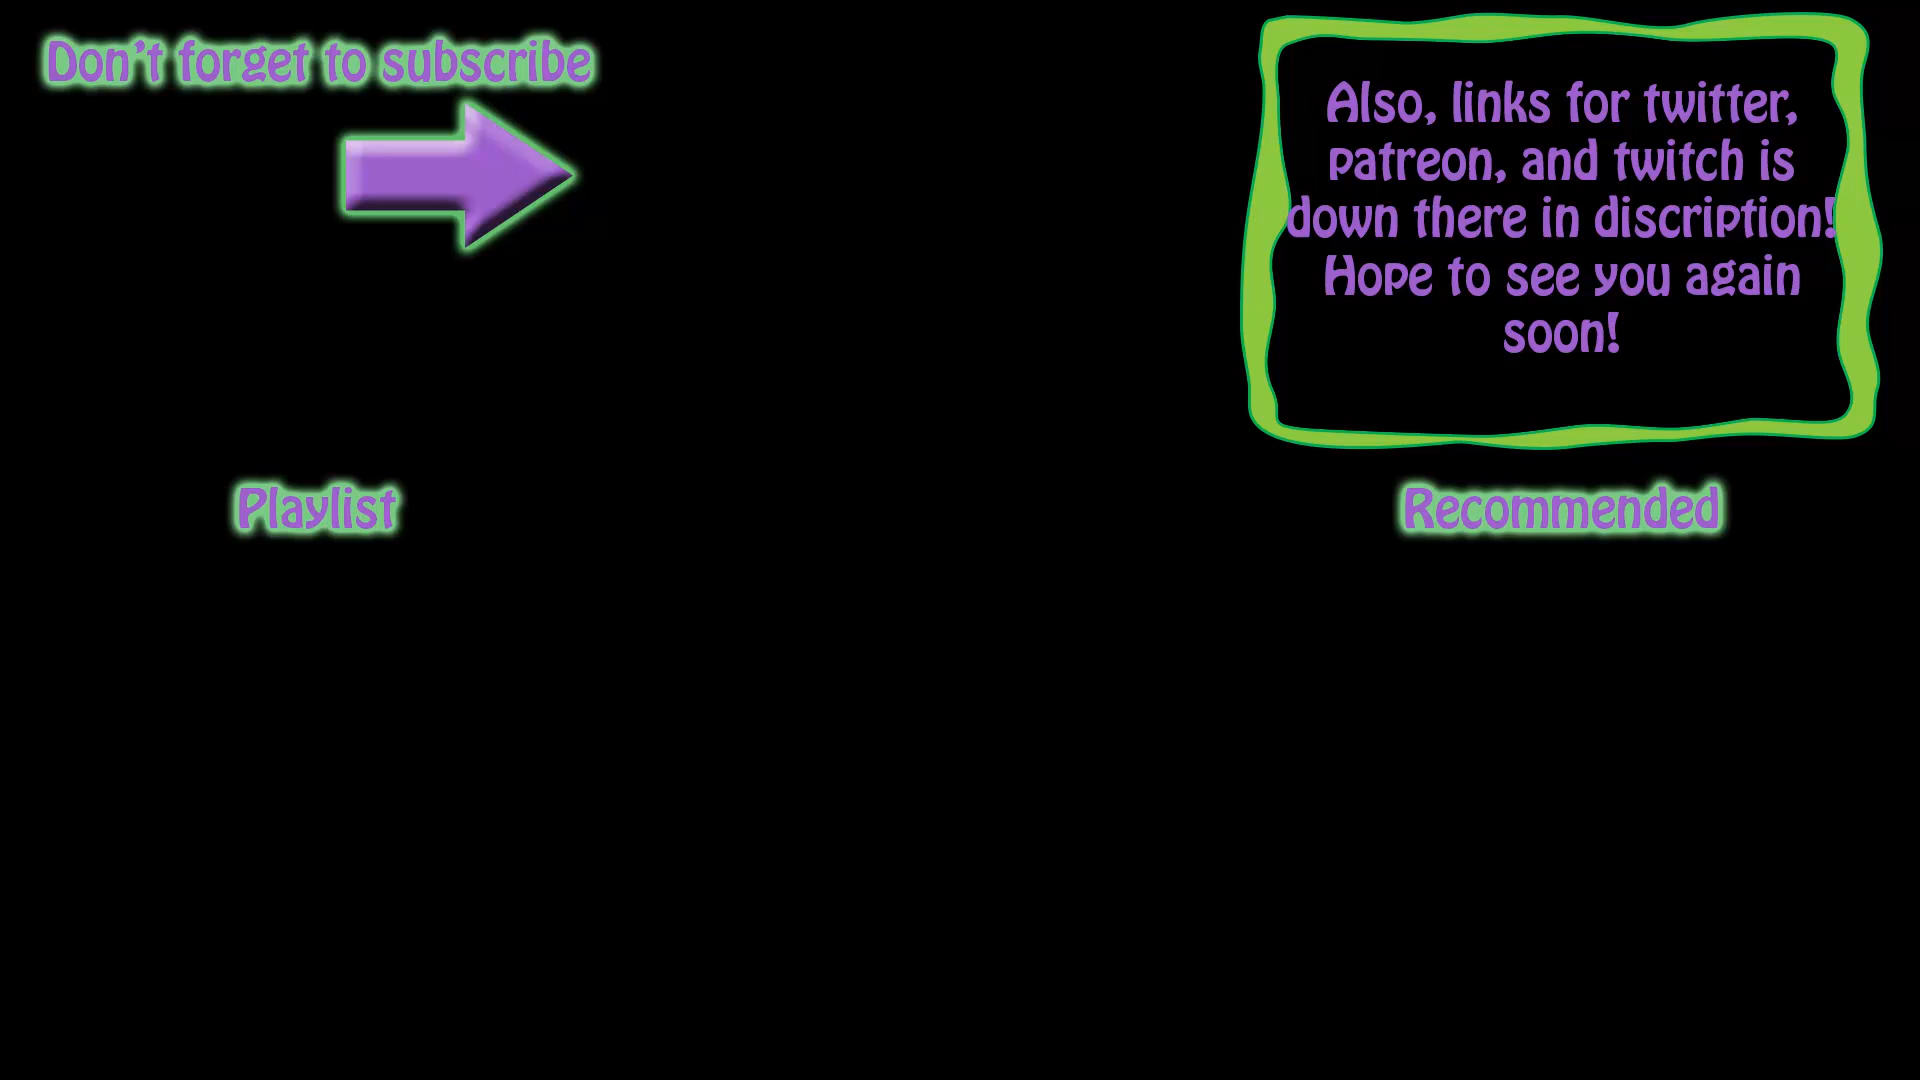 Don't forget to subscribe
Also, links for twitter,
patreon, and twitch is
down there in discription!
Hope to see you again
soon!
Playlist
Recommended